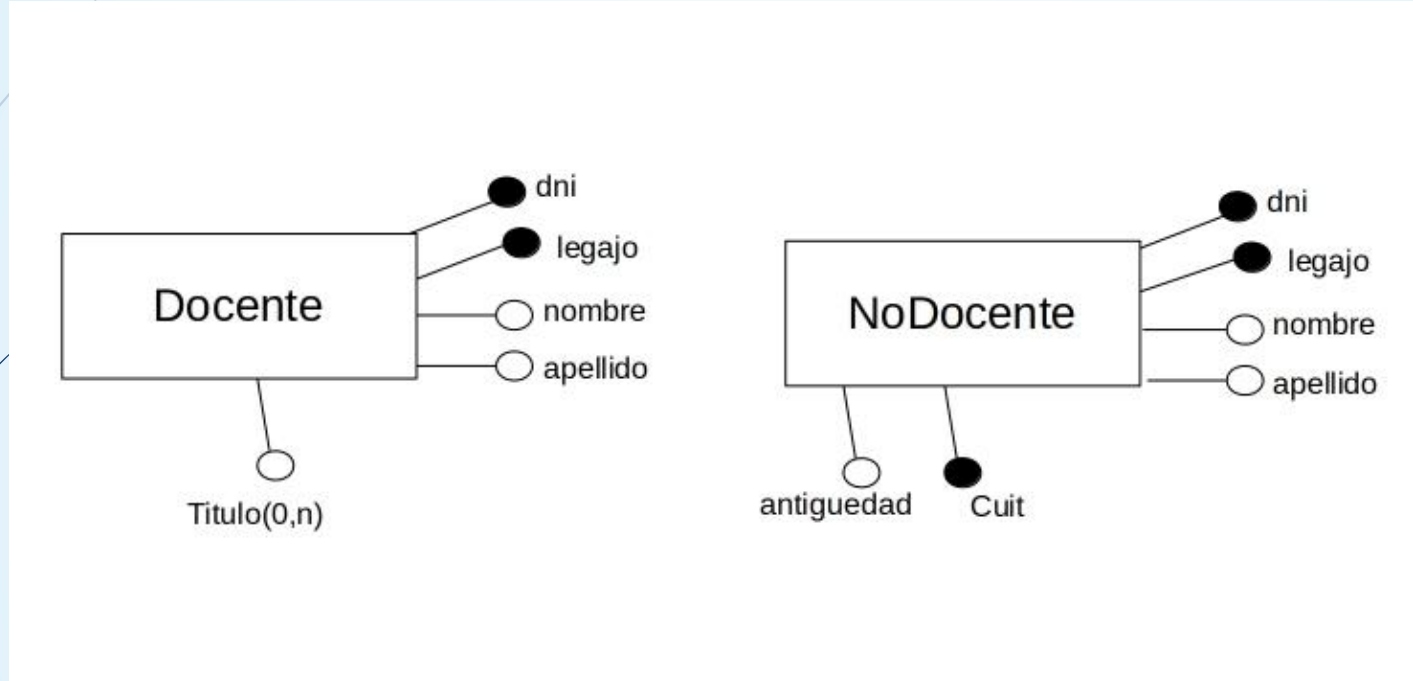 Docente
dni
legajo
nombre
apellido
Titulo(0,n)
NoDocente
dni
legajo
nombre
apellido
antiguedad
Cuit